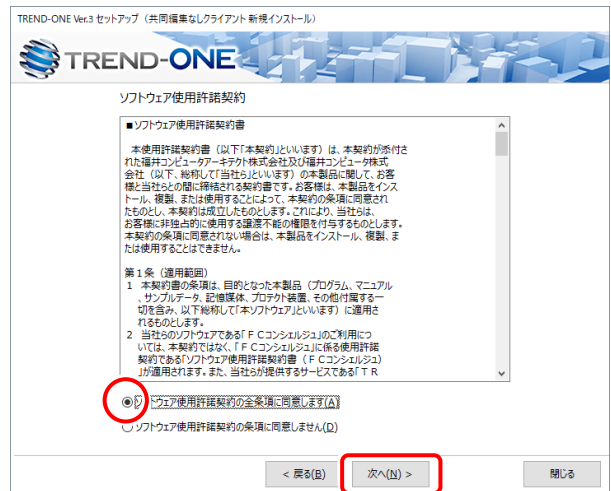 TREND-ONE Ver.3 セットアップ（共同編集なしクライアント 新規インストール）
TREND-ONE
ソフトウェア使用許諾契約
■ソフトウェア使用許諾契約書
本使用許諾契約書（以下「本契約」といいます）は、本契約が添付さ
れた福井コンピュータアーキテクト株式会社及び福井コンピュータ株式
会社（以下、総称して「当社ら」といいます）の本製品に関して、お客
様と当社らとの間に締結される契約書です。お客様は、本製品をインス
トール、複製、または使用することによって、本契約の条項に同意され
たものとし、本契約は成立したものとします。これにより、当社らは、
お客様に非独占的に使用する譲渡不能の権限を付与するものとします。
本契約の条項に同意されない場合は、本製品をインストール、複製、ま
たは使用することはできません。
第１条（適用範囲）
1 本契約書の条項は、目的となった本製品（プログラム、マニュアル
、サンプルデータ、記憶媒体、プロテクト装置、その他付属する一
切を含み、以下総称して「本ソフトウェア」といいます）に適用さ
れるものとします。
2 当社らのソフトウェアである「ＦＣコンシェルジュ」のご利用につ
いては、本契約ではなく、「ＦＣコンシェルジュ」に係る使用許諾
契約である「ソフトウェア使用許諾契約書（ＦＣコンシェルジュ）
」が適用されます。また、当社らが提供するサービスである「ＴＲ
ソフトウェア使用許諾契約の全条項に同意します(A)
ソフトウェア使用許諾契約の条項に同意しません(D)
< 戻る(B)
次へ(N) >
閉じる